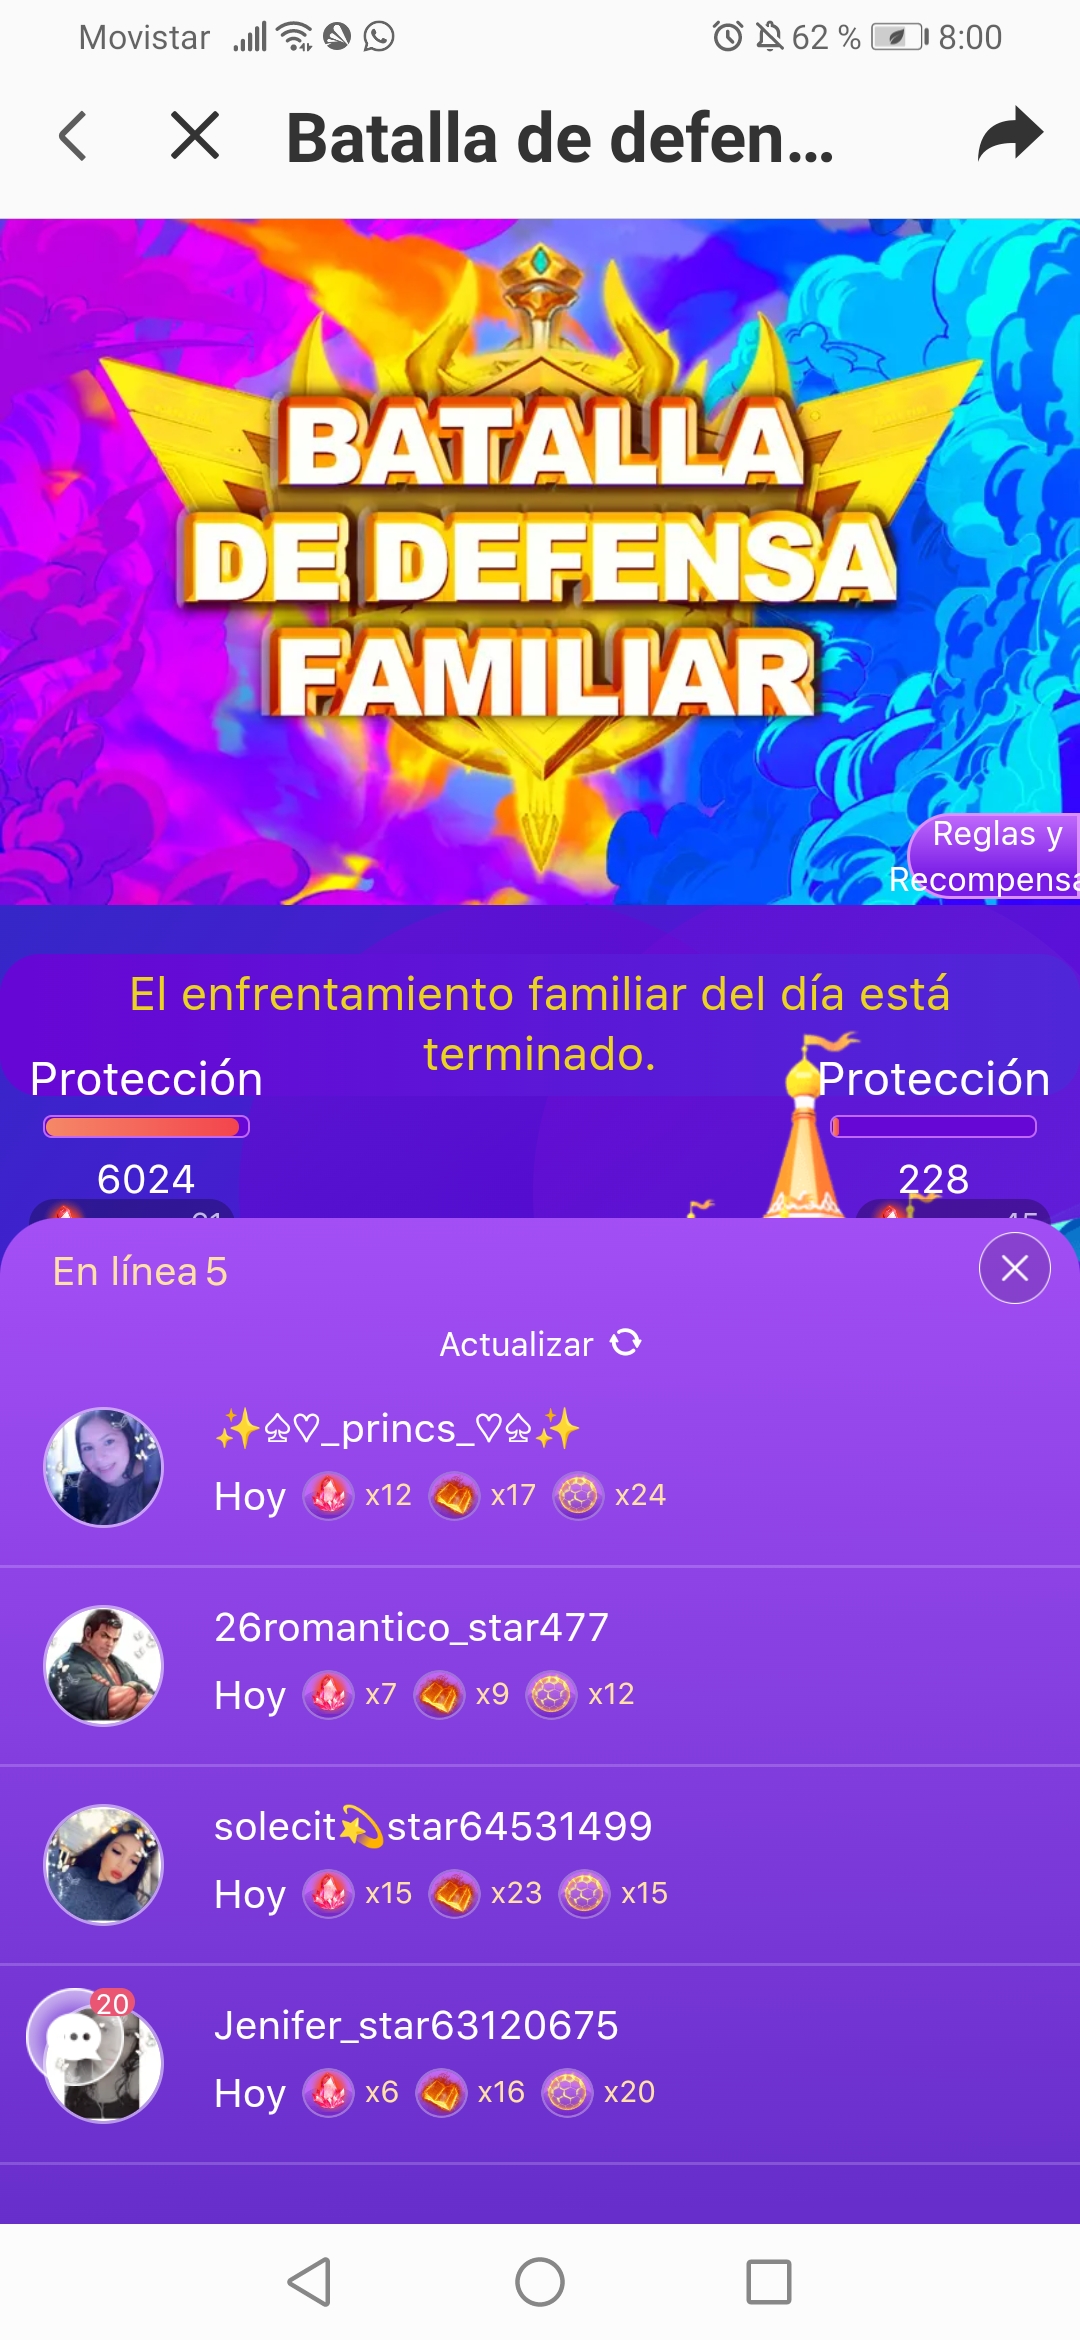 Movistar 62 % 8:00
Batalla de defen...
BATALLA
DE DEFENSA
FAMILIAR
Reglas y
Recompensa
El enfrentamiento familiar del día está
terminado.
Protección Protección
6024 228
En línea 5
Actualizar
✨♤♡_princs_♡♤✨
Hoy x12 x17 x24
26romantico_star477
Hoy x7 x9 x12
solecit💫star64531499
Hoy x15 x23 x15
20
Jenifer_star63120675
Hoy x6 x16 x20